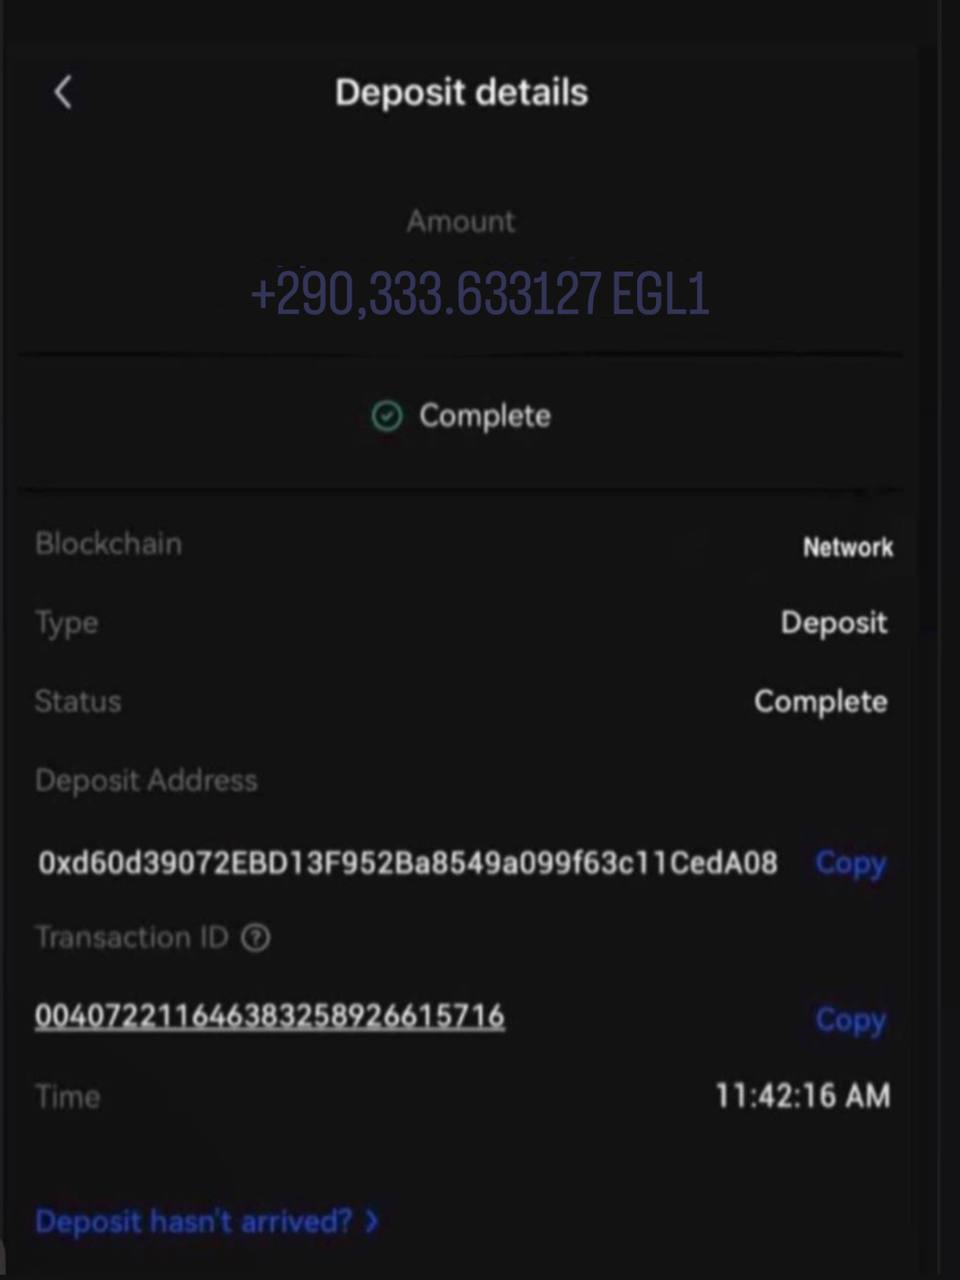 Deposit details
Amount
+290,333.633127 EGL1
Complete
Blockchain
Network
Type
Deposit
Status
Complete
Deposit Address
0xd60d39072EBD13F952Ba8549a099f63c11CedA08
Copy
Transaction ID ?
004072211646383258926615716
Copy
Time
11:42:16 AM
Deposit hasn't arrived? >